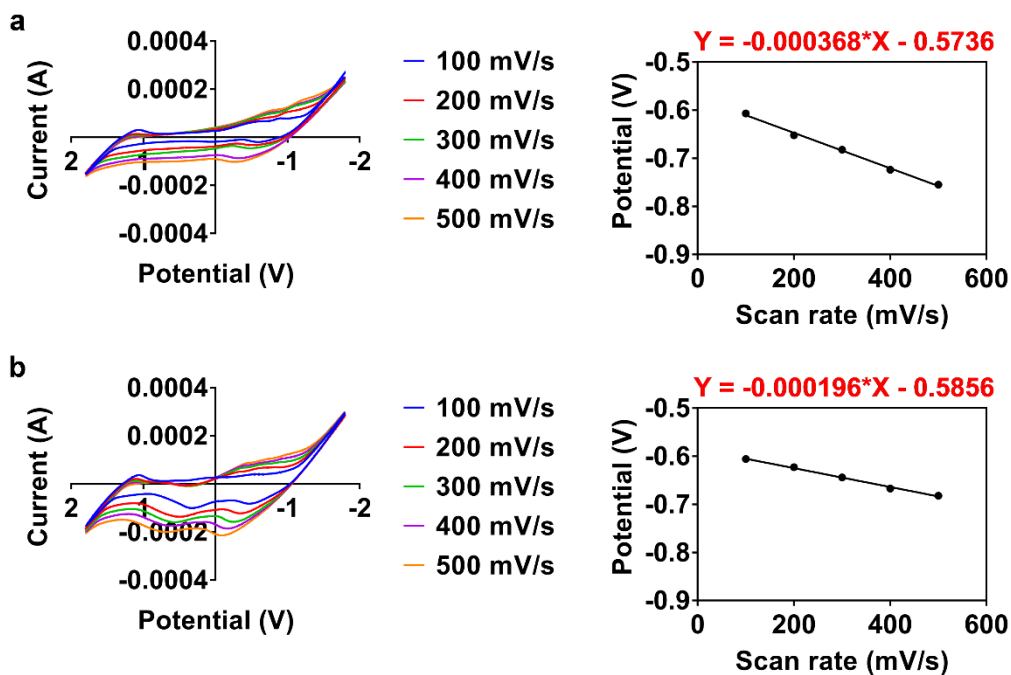 a
Y = -0.000368*X - 0.5736
0.0004
0.0002
-0.0002
-0.0004
2
1
-1
-2
Current (A)
Potential (V)
100 mV/s
200 mV/s
300 mV/s
400 mV/s
500 mV/s
-0.5
-0.6
-0.7
-0.8
-0.9
0
200
400
600
Potential (V)
Scan rate (mV/s)
b
Y = -0.000196*X - 0.5856
0.0004
0.0002
-0.0002
-0.0004
2
1
-1
-2
Current (A)
Potential (V)
100 mV/s
200 mV/s
300 mV/s
400 mV/s
500 mV/s
-0.5
-0.6
-0.7
-0.8
-0.9
0
200
400
600
Potential (V)
Scan rate (mV/s)